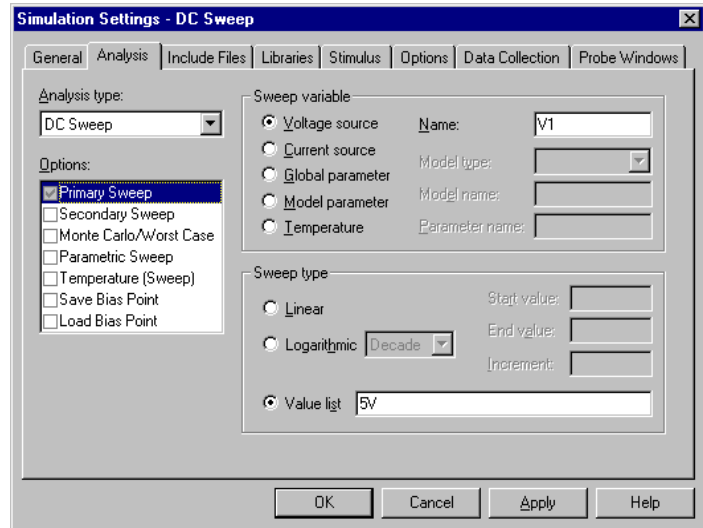 Simulation Settings - DC Sweep
General Analysis Include Files Libraries Stimulus Options Data Collection Probe Windows
Analysis type:
DC Sweep
Options:
Primary Sweep
Secondary Sweep
Monte Carlo/Worst Case
Parametric Sweep
Temperature (Sweep)
Save Bias Point
Load Bias Point
Sweep variable
Voltage source
Current source
Global parameter
Model parameter
Temperature
Name: V1
Model type:
Model name:
Parameter name:
Sweep type
Linear
Logarithmic Decade
Start value:
End value:
Increment:
Value list 5V
OK Cancel Apply Help